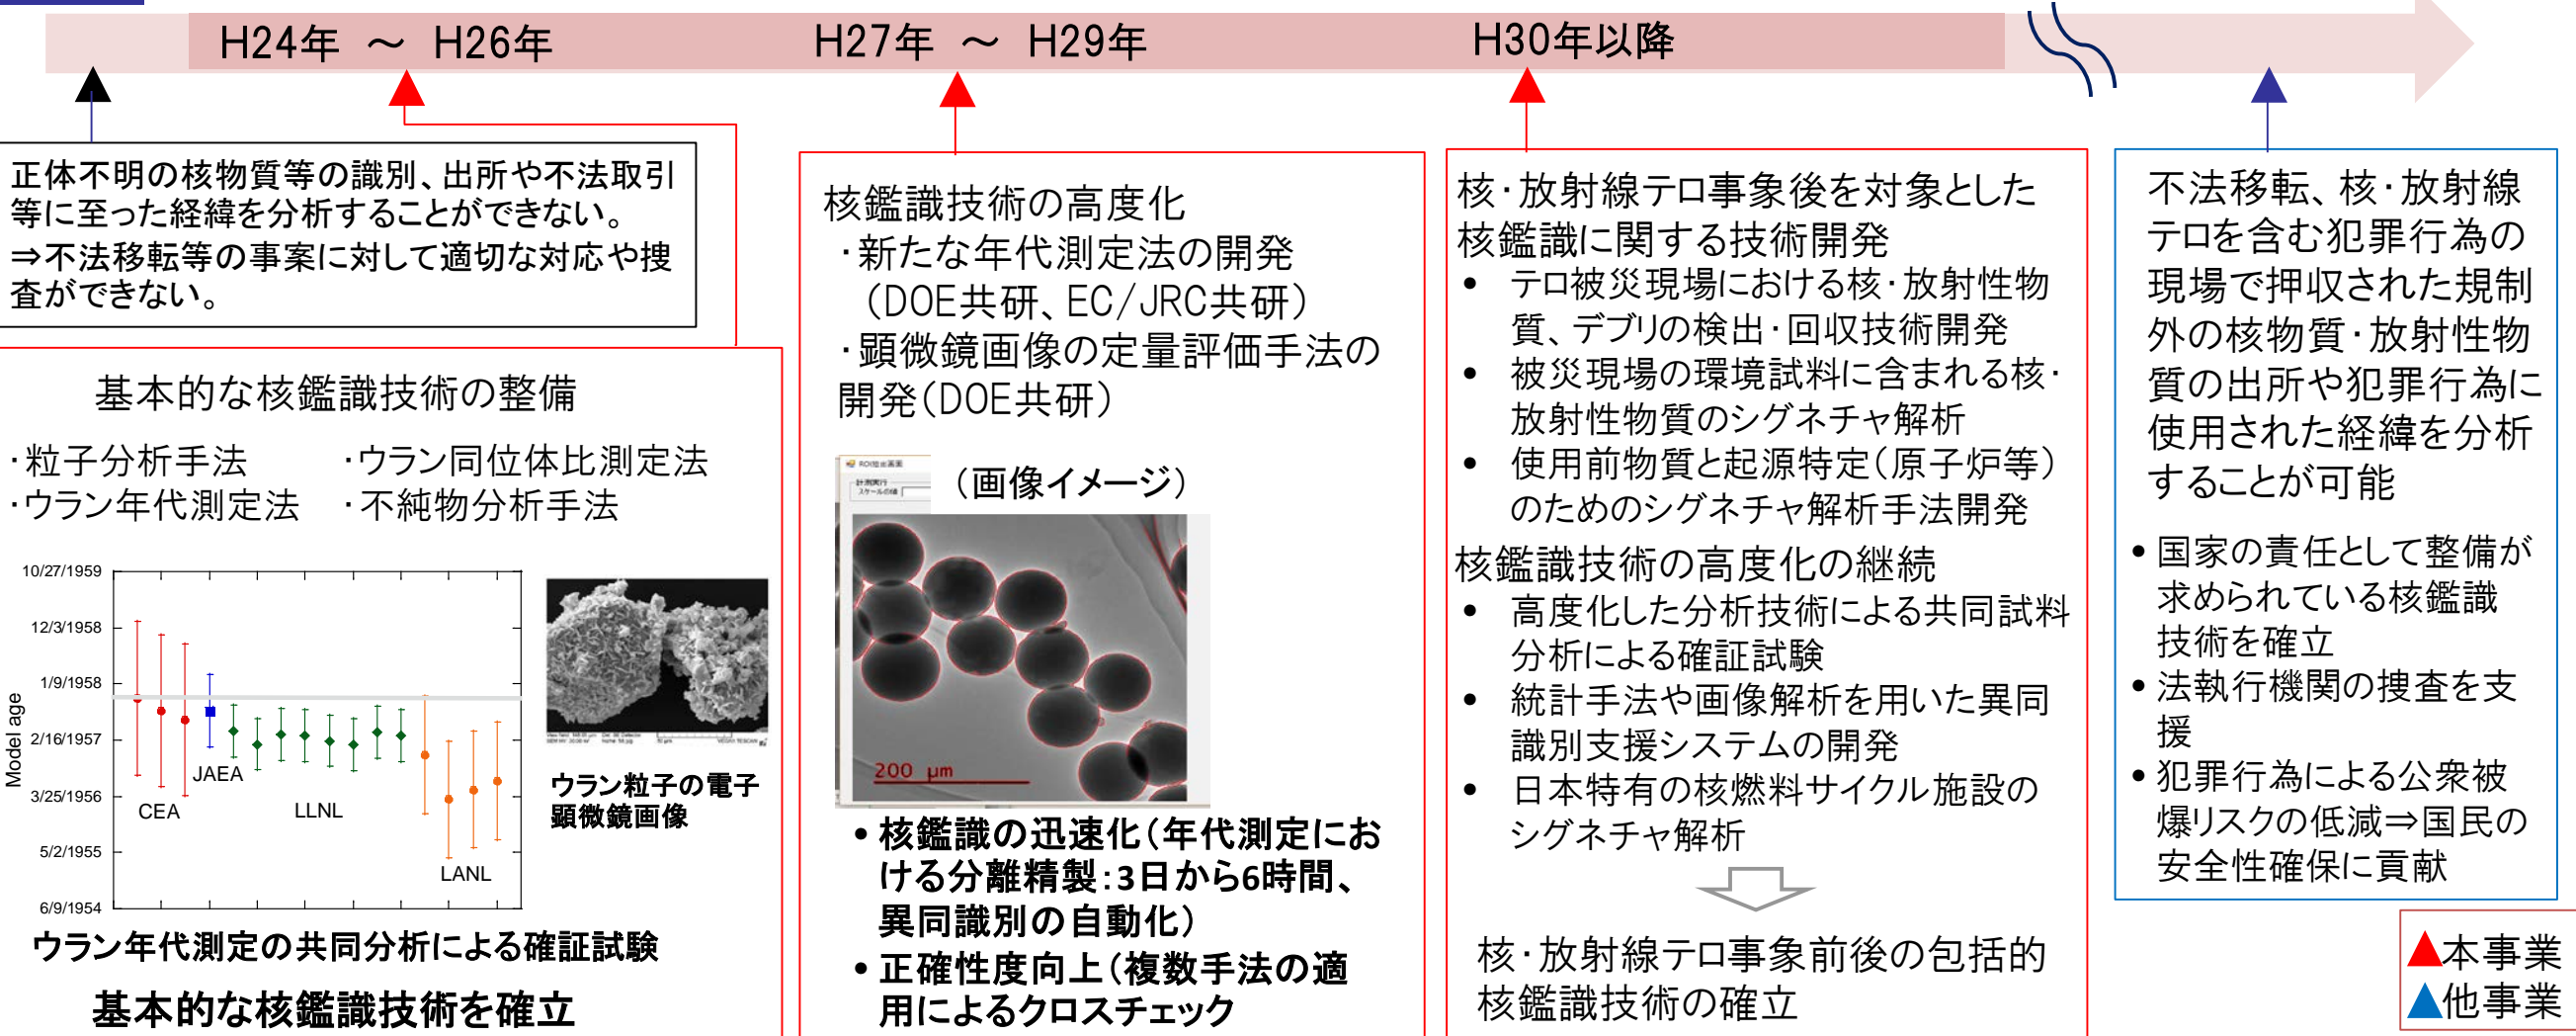 H24年 ～ H26年
H27年 ～ H29年
H30年以降
正体不明の核物質等の識別、出所や不法取引
等に至った経緯を分析することができない。
⇒不法移転等の事案に対して適切な対応や捜
査ができない。
基本的な核鑑識技術の整備
・粒子分析手法 ・ウラン同位体比測定法
・ウラン年代測定法 ・不純物分析手法
Model age
10/27/1959
12/3/1958
1/9/1958
2/16/1957
3/25/1956
5/2/1955
6/9/1954
CEA
JAEA
LLNL
LANL
ウラン粒子の電子
顕微鏡画像
ウラン年代測定の共同分析による確証試験
基本的な核鑑識技術を確立
核鑑識技術の高度化
・新たな年代測定法の開発
（DOE共研、EC/JRC共研）
・顕微鏡画像の定量評価手法の
開発（DOE共研）
計測実行
（画像イメージ）
200 μm
• 核鑑識の迅速化（年代測定にお
ける分離精製：3日から6時間、
異同識別の自動化）
• 正確性度向上（複数手法の適
用によるクロスチェック
核・放射線テロ事象後を対象とした
核鑑識に関する技術開発
• テロ被災現場における核・放射性物
質、デブリの検出・回収技術開発
• 被災現場の環境試料に含まれる核・
放射性物質のシグネチャ解析
• 使用前物質と起源特定（原子炉等）
のためのシグネチャ解析手法開発
核鑑識技術の高度化の継続
• 高度化した分析技術による共同試料
分析による確証試験
• 統計手法や画像解析を用いた異同
識別支援システムの開発
• 日本特有の核燃料サイクル施設の
シグネチャ解析
核・放射線テロ事象前後の包括的
核鑑識技術の確立
不法移転、核・放射線
テロを含む犯罪行為の
現場で押収された規制
外の核物質・放射性物
質の出所や犯罪行為に
使用された経緯を分析
することが可能
• 国家の責任として整備が
求められている核鑑識
技術を確立
• 法執行機関の捜査を支
援
• 犯罪行為による公衆被
爆リスクの低減⇒国民の
安全性確保に貢献
▲本事業
▲他事業